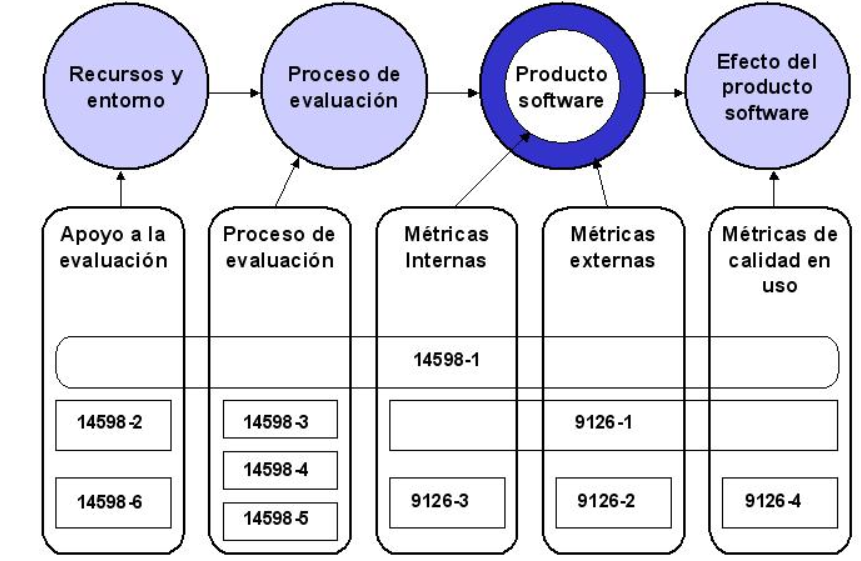 Recursos y
entorno
Proceso de
evaluación
Producto
software
Efecto del
producto
software
Apoyo a la
evaluación
Proceso de
evaluación
Métricas
Internas
Métricas
externas
Métricas de
calidad en
uso
14598-1
14598-2
14598-3
9126-1
14598-4
14598-6
9126-3
9126-2
9126-4
14598-5